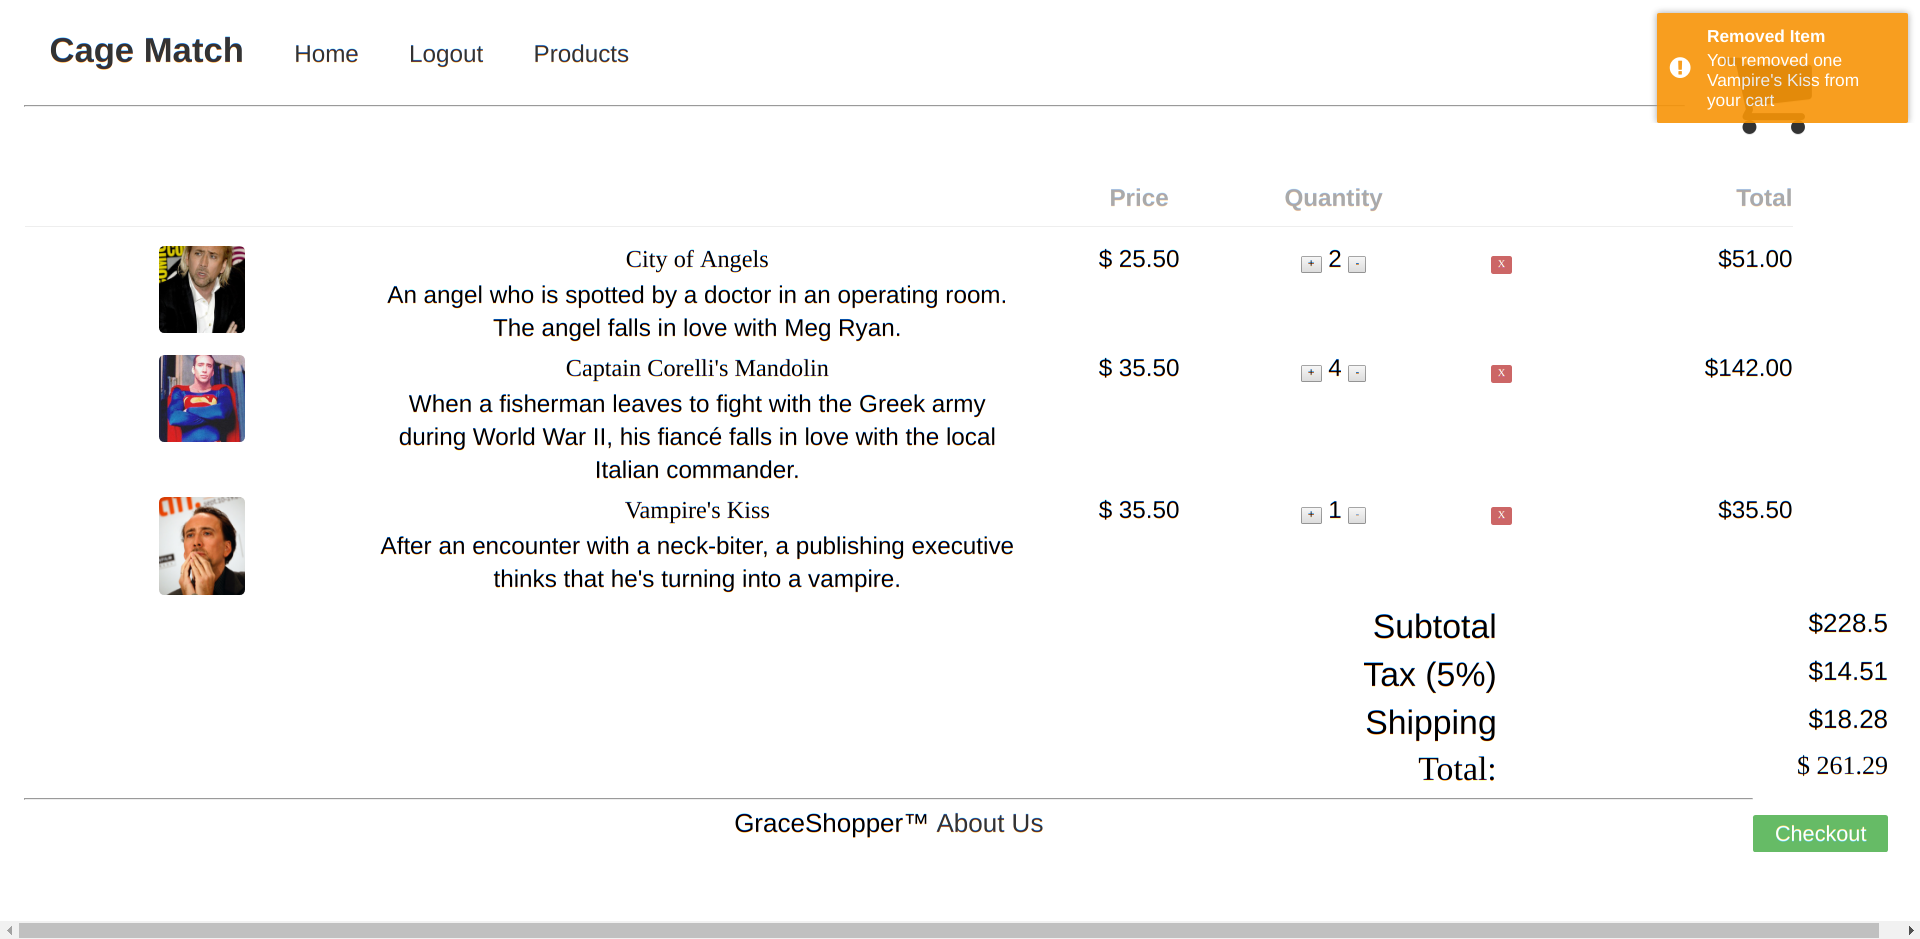 Cage Match Home Logout Products
Removed Item
You removed one
Vampire's Kiss from
your cart
Price Quantity Total
City of Angels $ 25.50 + 2 - X $51.00
An angel who is spotted by a doctor in an operating room.
The angel falls in love with Meg Ryan.
Captain Corelli's Mandolin $ 35.50 + 4 - X $142.00
When a fisherman leaves to fight with the Greek army
during World War II, his fiancé falls in love with the local
Italian commander.
Vampire's Kiss $ 35.50 + 1 - X $35.50
After an encounter with a neck-biter, a publishing executive
thinks that he's turning into a vampire.
Subtotal $228.5
Tax (5%) $14.51
Shipping $18.28
Total: $ 261.29
GraceShopper™ About Us
Checkout